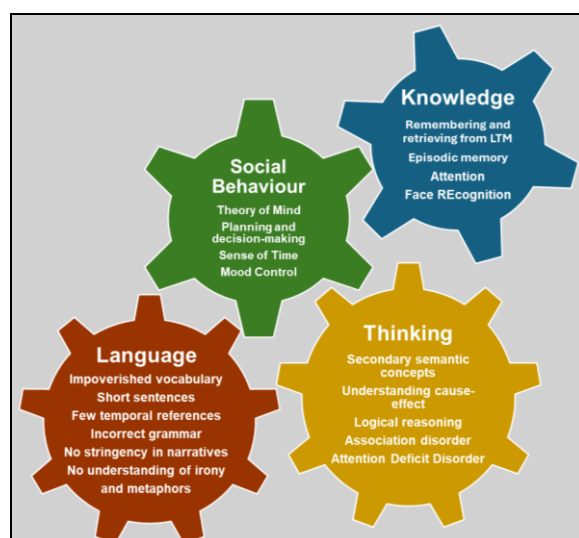 Knowledge
Remembering and
retrieving from LTM
Episodic memory
Attention
Face REcognition
Social
Behaviour
Theory of Mind
Planning and
decision-making
Sense of Time
Mood Control
Thinking
Secondary semantic
concepts
Understanding cause-
effect
Logical reasoning
Association disorder
Attention Deficit Disorder
Language
Impoverished vocabulary
Short sentences
Few temporal references
Incorrect grammar
No stringency in narratives
No understanding of irony
and metaphors